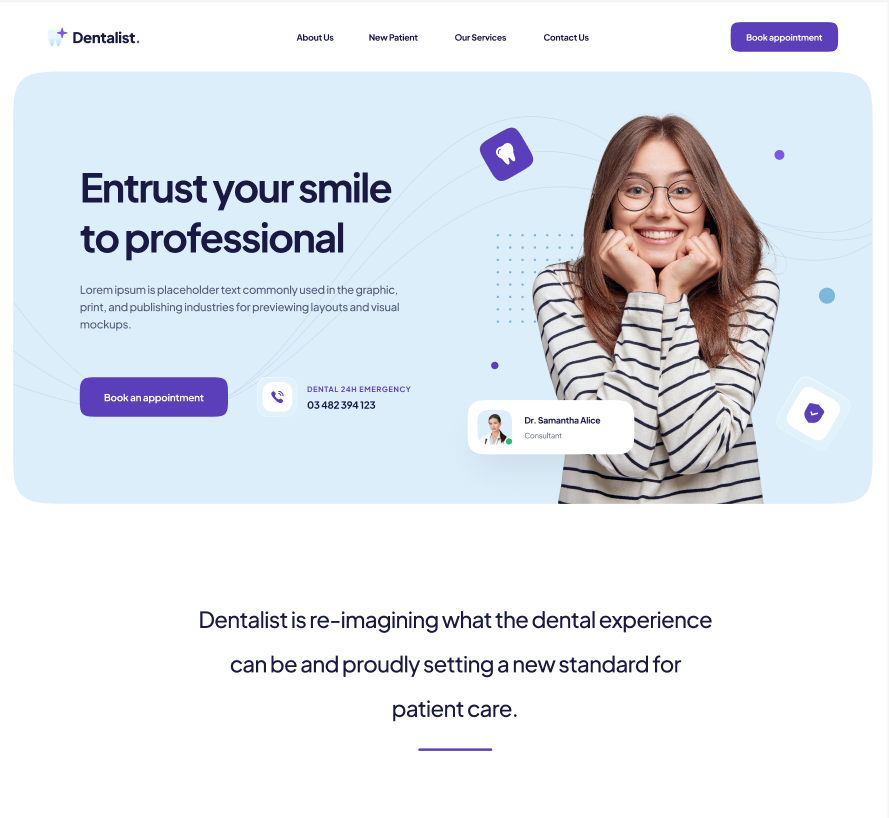 Dentalist.
About Us
New Patient
Our Services
Contact Us
Book appointment
Entrust your smile
to professional
Lorem ipsum is placeholder text commonly used in the graphic,
print, and publishing industries for previewing layouts and visual
mockups.
Book an appointment
DENTAL 24H EMERGENCY
03 482 394 123
Dr. Samantha Alice
Consultant
Dentalist is re-imagining what the dental experience
can be and proudly setting a new standard for
patient care.